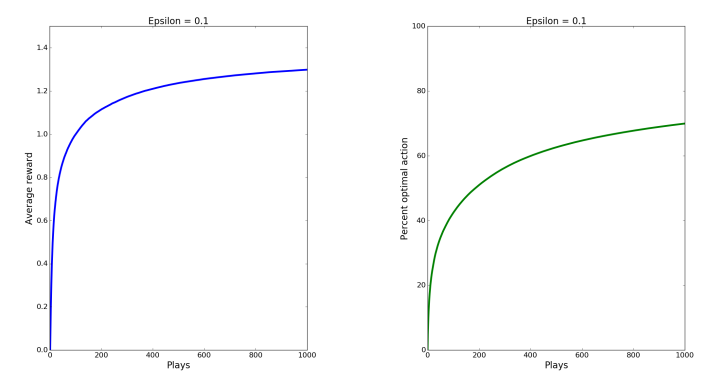 Epsilon = 0.1
1.4
1.2
1.0
0.8
0.6
0.4
0.2
0.0
Average reward
0 200 400 600 800 1000
Plays
Epsilon = 0.1
100
80
60
40
20
0
Percent optimal action
0 200 400 600 800 1000
Plays